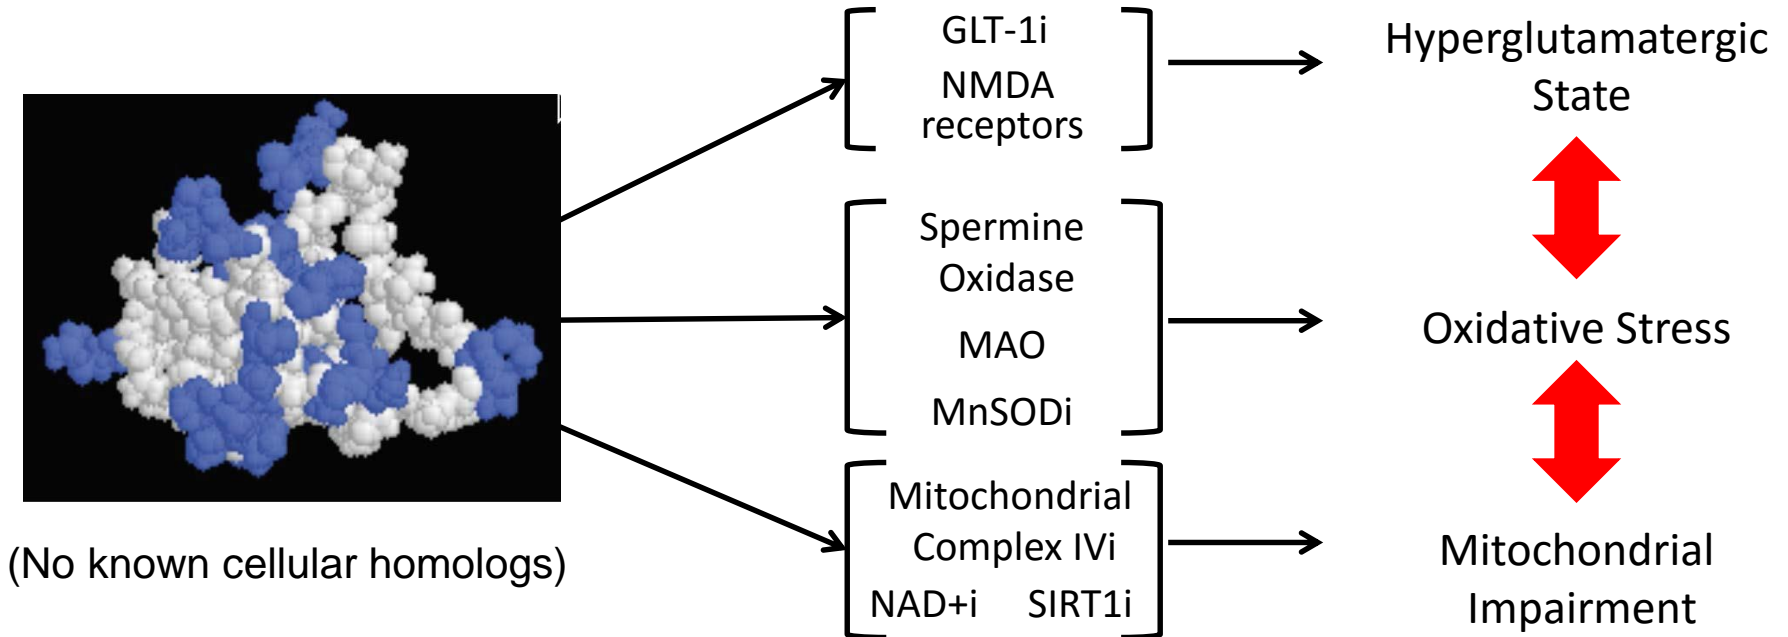 GLT-1i
NMDA
receptors
Hyperglutamatergic
State
Spermine
Oxidase
MAO
MnSODi
Oxidative Stress
Mitochondrial
Complex IVi
NAD+i SIRT1i
Mitochondrial
Impairment
(No known cellular homologs)